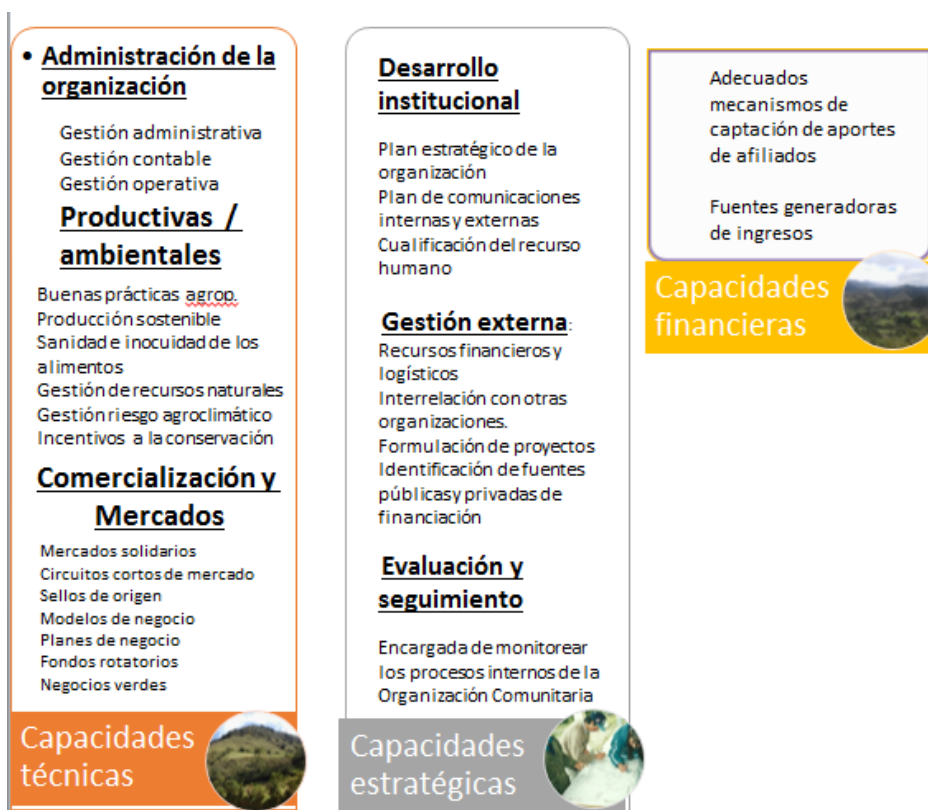 • Administración de la
organización
Gestión administrativa
Gestión contable
Gestión operativa
Productivas /
ambientales
Buenas prácticas agrop.
Producción sostenible
Sanidad e inocuidad de los
alimentos
Gestión de recursos naturales
Gestión riesgo agroclimático
Incentivos a la conservación
Comercialización y
Mercados
Mercados solidarios
Circuitos cortos de mercado
Sellos de origen
Modelos de negocio
Planes de negocio
Fondos rotatorios
Negocios verdes
Capacidades
técnicas
Desarrollo
institucional
Plan estratégico de la
organización
Plan de comunicaciones
internas y externas
Cualificación del recurso
humano
Gestión externa:
Recursos financieros y
logísticos
Interrelación con otras
organizaciones.
Formulación de proyectos
Identificación de fuentes
públicas y privadas de
financiación
Evaluación y
seguimiento
Encargada de monitorear
los procesos internos de la
Organización Comunitaria
Capacidades
estratégicas
Adecuados
mecanismos de
captación de aportes
de afiliados
Fuentes generadoras
de ingresos
Capacidades
financieras